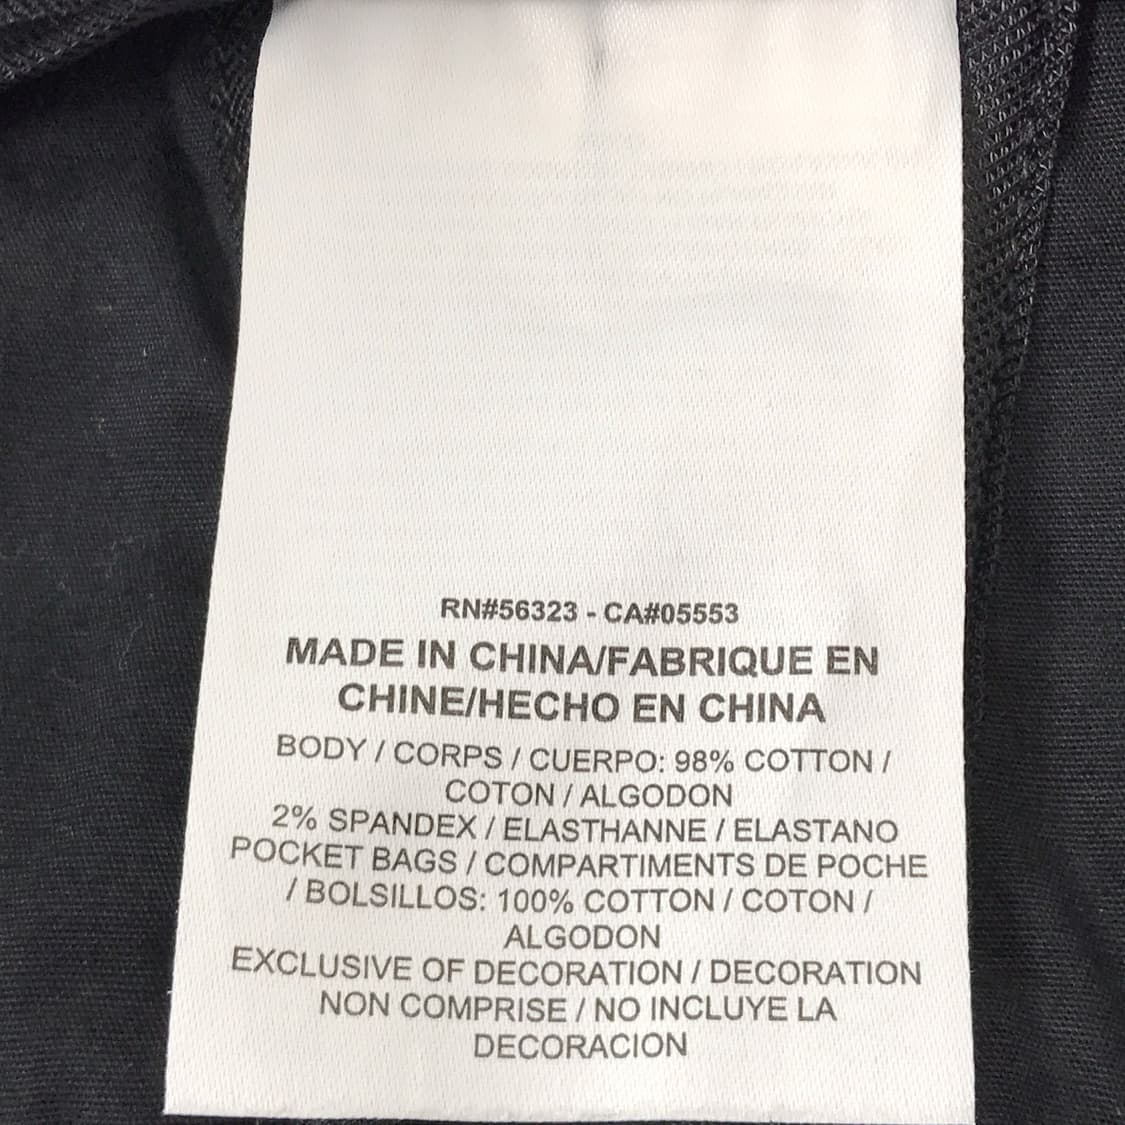 RN#56323 - CA#05553
MADE IN CHINA/FABRIQUE EN
CHINE/HECHO EN CHINA
BODY / CORPS / CUERPO: 98% COTTON /
COTON / ALGODON
2% SPANDEX / ELASTHANNE / ELASTANO
POCKET BAGS / COMPARTIMENTS DE POCHE
/ BOLSILLOS: 100% COTTON / COTON /
ALGODON
EXCLUSIVE OF DECORATION / DECORATION
NON COMPRISE / NO INCLUYE LA
DECORACION